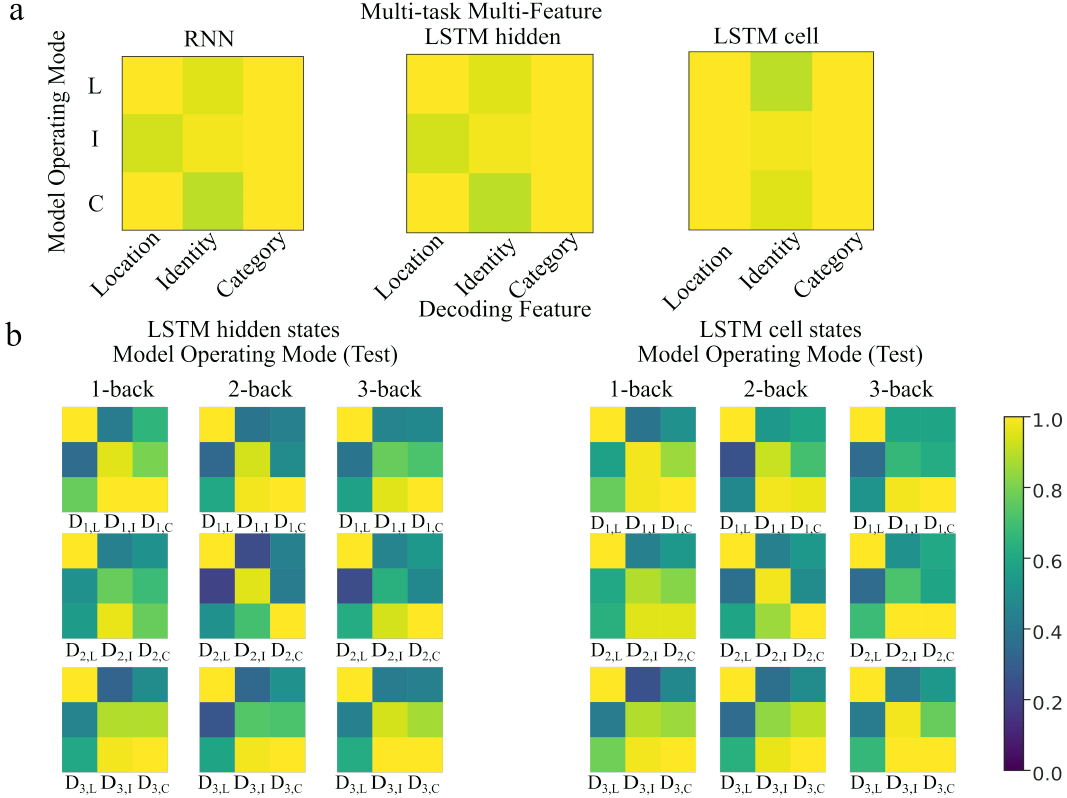 a
Multi-task Multi-Feature
RNN
LSTM hidden
LSTM cell
Model Operating Mode
L
I
C
Location
Identity
Category
Location
Identity
Category
Location
Identity
Category
Decoding Feature
b
LSTM hidden states
Model Operating Mode (Test)
1-back 2-back 3-back
D1,L D1,I D1,C D1,L D1,I D1,C D1,L D1,I D1,C
D2,L D2,I D2,C D2,L D2,I D2,C D2,L D2,I D2,C
D3,L D3,I D3,C D3,L D3,I D3,C D3,L D3,I D3,C
LSTM cell states
Model Operating Mode (Test)
1-back 2-back 3-back
D1,L D1,I D1,C D1,L D1,I D1,C D1,L D1,I D1,C
D2,L D2,I D2,C D2,L D2,I D2,C D2,L D2,I D2,C
D3,L D3,I D3,C D3,L D3,I D3,C D3,L D3,I D3,C
1.0
0.8
0.6
0.4
0.2
0.0